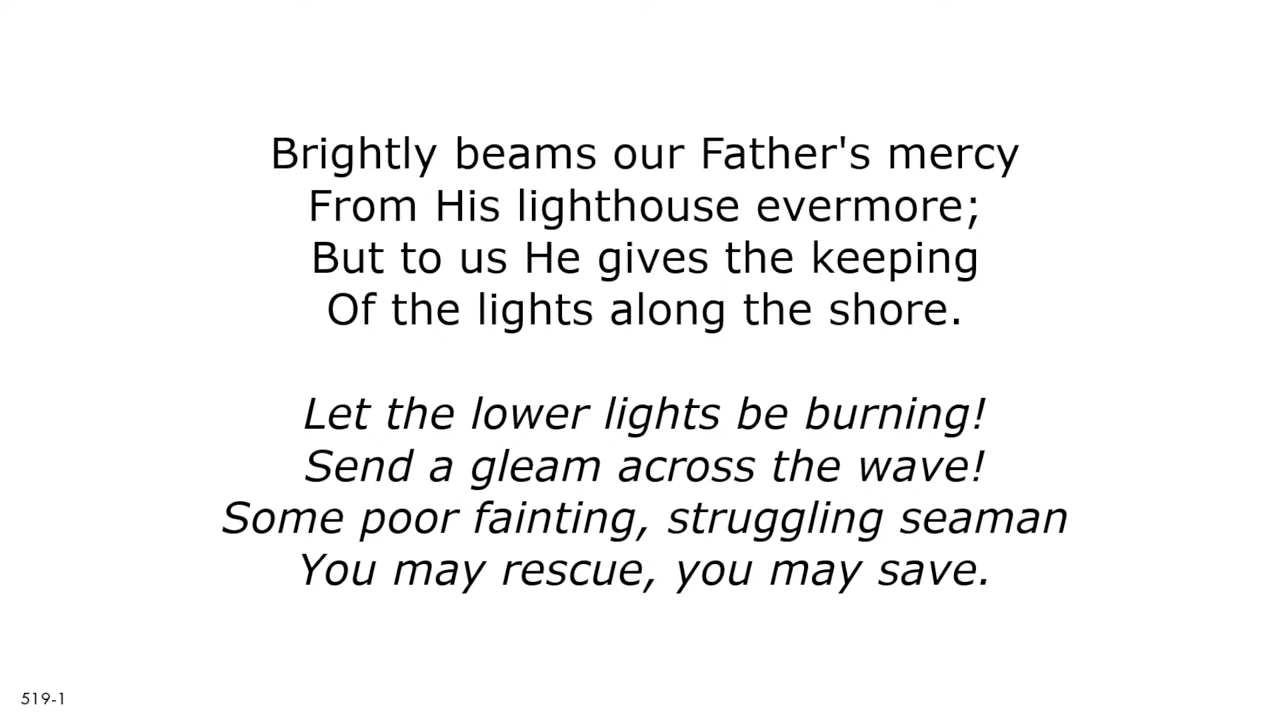 Brightly beams our Father's mercy
From His lighthouse evermore;
But to us He gives the keeping
Of the lights along the shore.
Let the lower lights be burning!
Send a gleam across the wave!
Some poor fainting, struggling seaman
You may rescue, you may save.
519-1